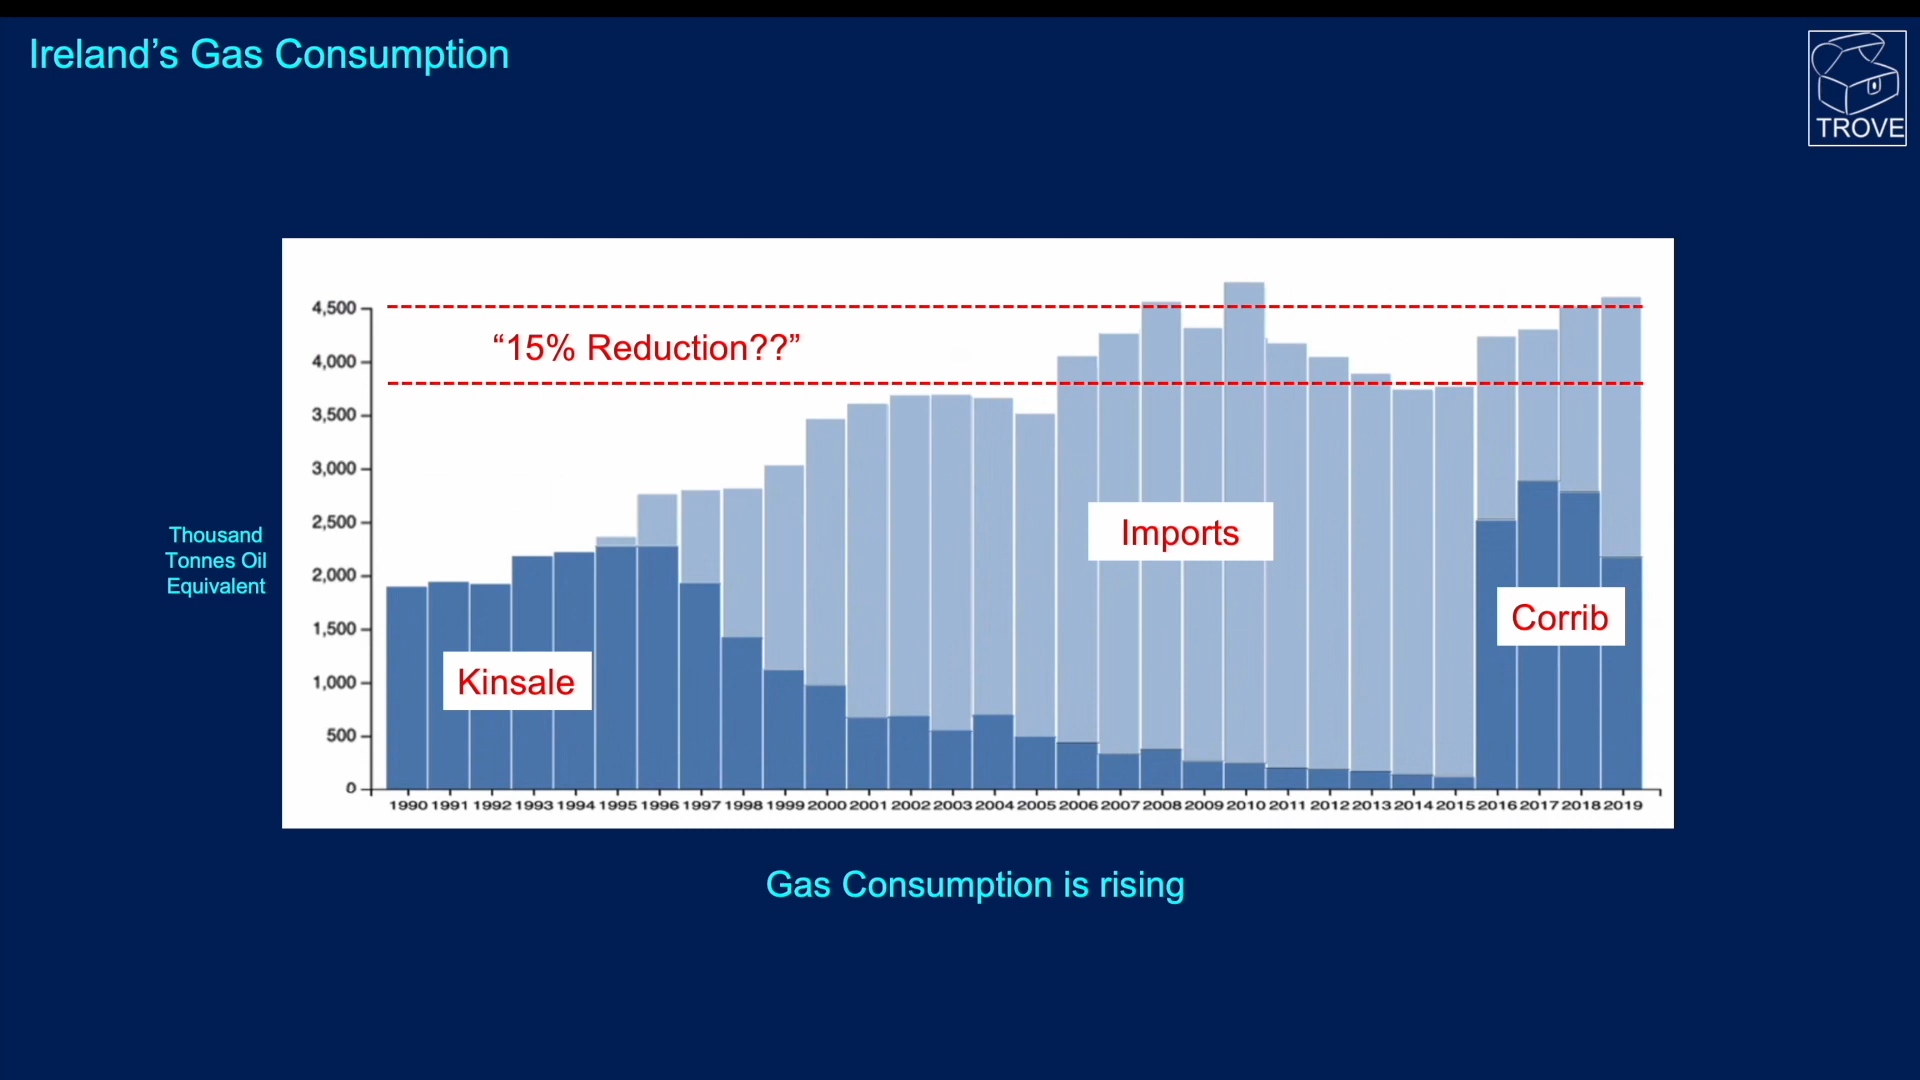 Ireland’s Gas Consumption
TROVE
4,500
“15% Reduction??”
4,000
3,500
3,000
2,500
Imports
Thousand
Tonnes Oil
Equivalent
2,000
1,500
Corrib
1,000
Kinsale
500
0
1990 1991 1992 1993 1994 1995 1996 1997 1998 1999 2000 2001 2002 2003 2004 2005 2006 2007 2008 2009 2010 2011 2012 2013 2014 2015 2016 2017 2018 2019
Gas Consumption is rising